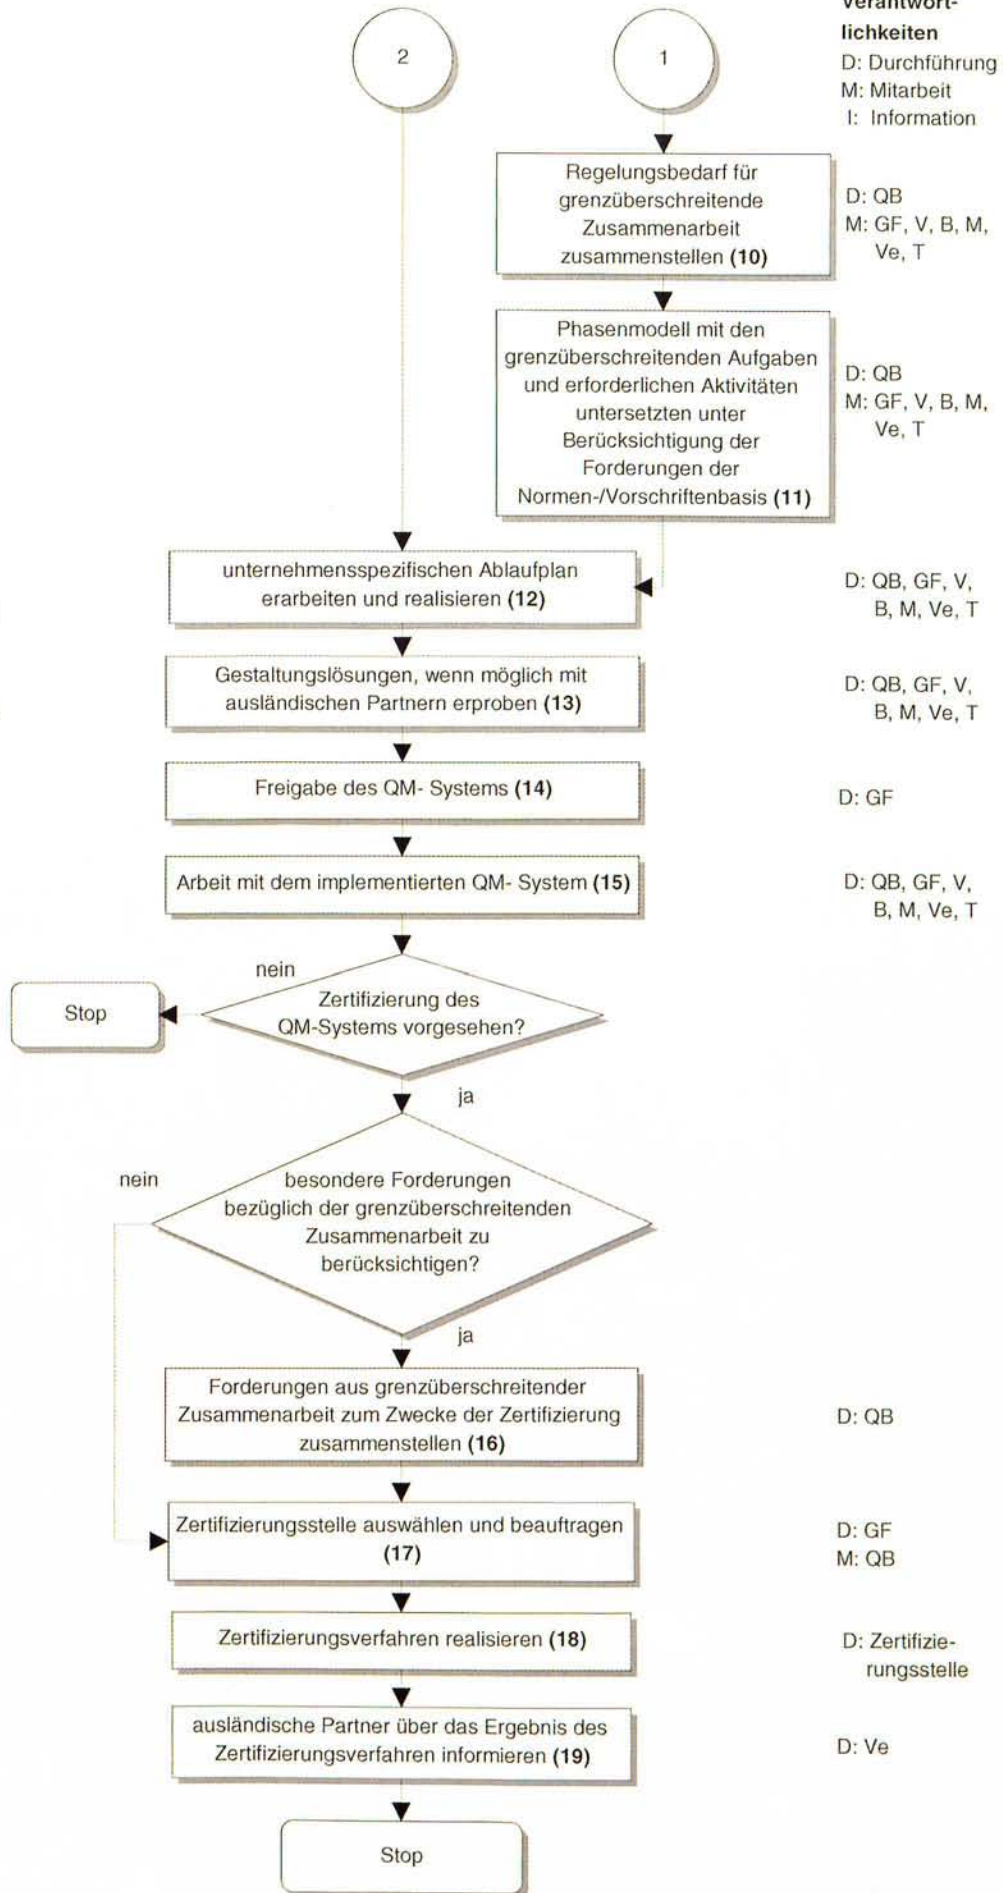 Verantwort-
lichkeiten
D: Durchführung
M: Mitarbeit
I: Information
2
1
Regelungsbedarf für
grenzüberschreitende
Zusammenarbeit
zusammenstellen (10)
D: QB
M: GF, V, B, M,
Ve, T
Phasenmodell mit den
grenzüberschreitenden Aufgaben
und erforderlichen Aktivitäten
untersetzten unter
Berücksichtigung der
Forderungen der
Normen-/Vorschriftenbasis (11)
D: QB
M: GF, V, B, M,
Ve, T
unternehmensspezifischen Ablaufplan
erarbeiten und realisieren (12)
D: QB, GF, V,
B, M, Ve, T
Gestaltungslösungen, wenn möglich mit
ausländischen Partnern erproben (13)
D: QB, GF, V,
B, M, Ve, T
Freigabe des QM- Systems (14)
D: GF
Arbeit mit dem implementierten QM- System (15)
D: QB, GF, V,
B, M, Ve, T
nein
Stop
Zertifizierung des
QM-Systems vorgesehen?
ja
nein
besondere Forderungen
bezüglich der grenzüberschreitenden
Zusammenarbeit zu
berücksichtigen?
ja
Forderungen aus grenzüberschreitender
Zusammenarbeit zum Zwecke der Zertifizierung
zusammenstellen (16)
D: QB
Zertifizierungsstelle auswählen und beauftragen
(17)
D: GF
M: QB
Zertifizierungsverfahren realisieren (18)
D: Zertifizie-
rungsstelle
ausländische Partner über das Ergebnis des
Zertifizierungsverfahren informieren (19)
D: Ve
Stop